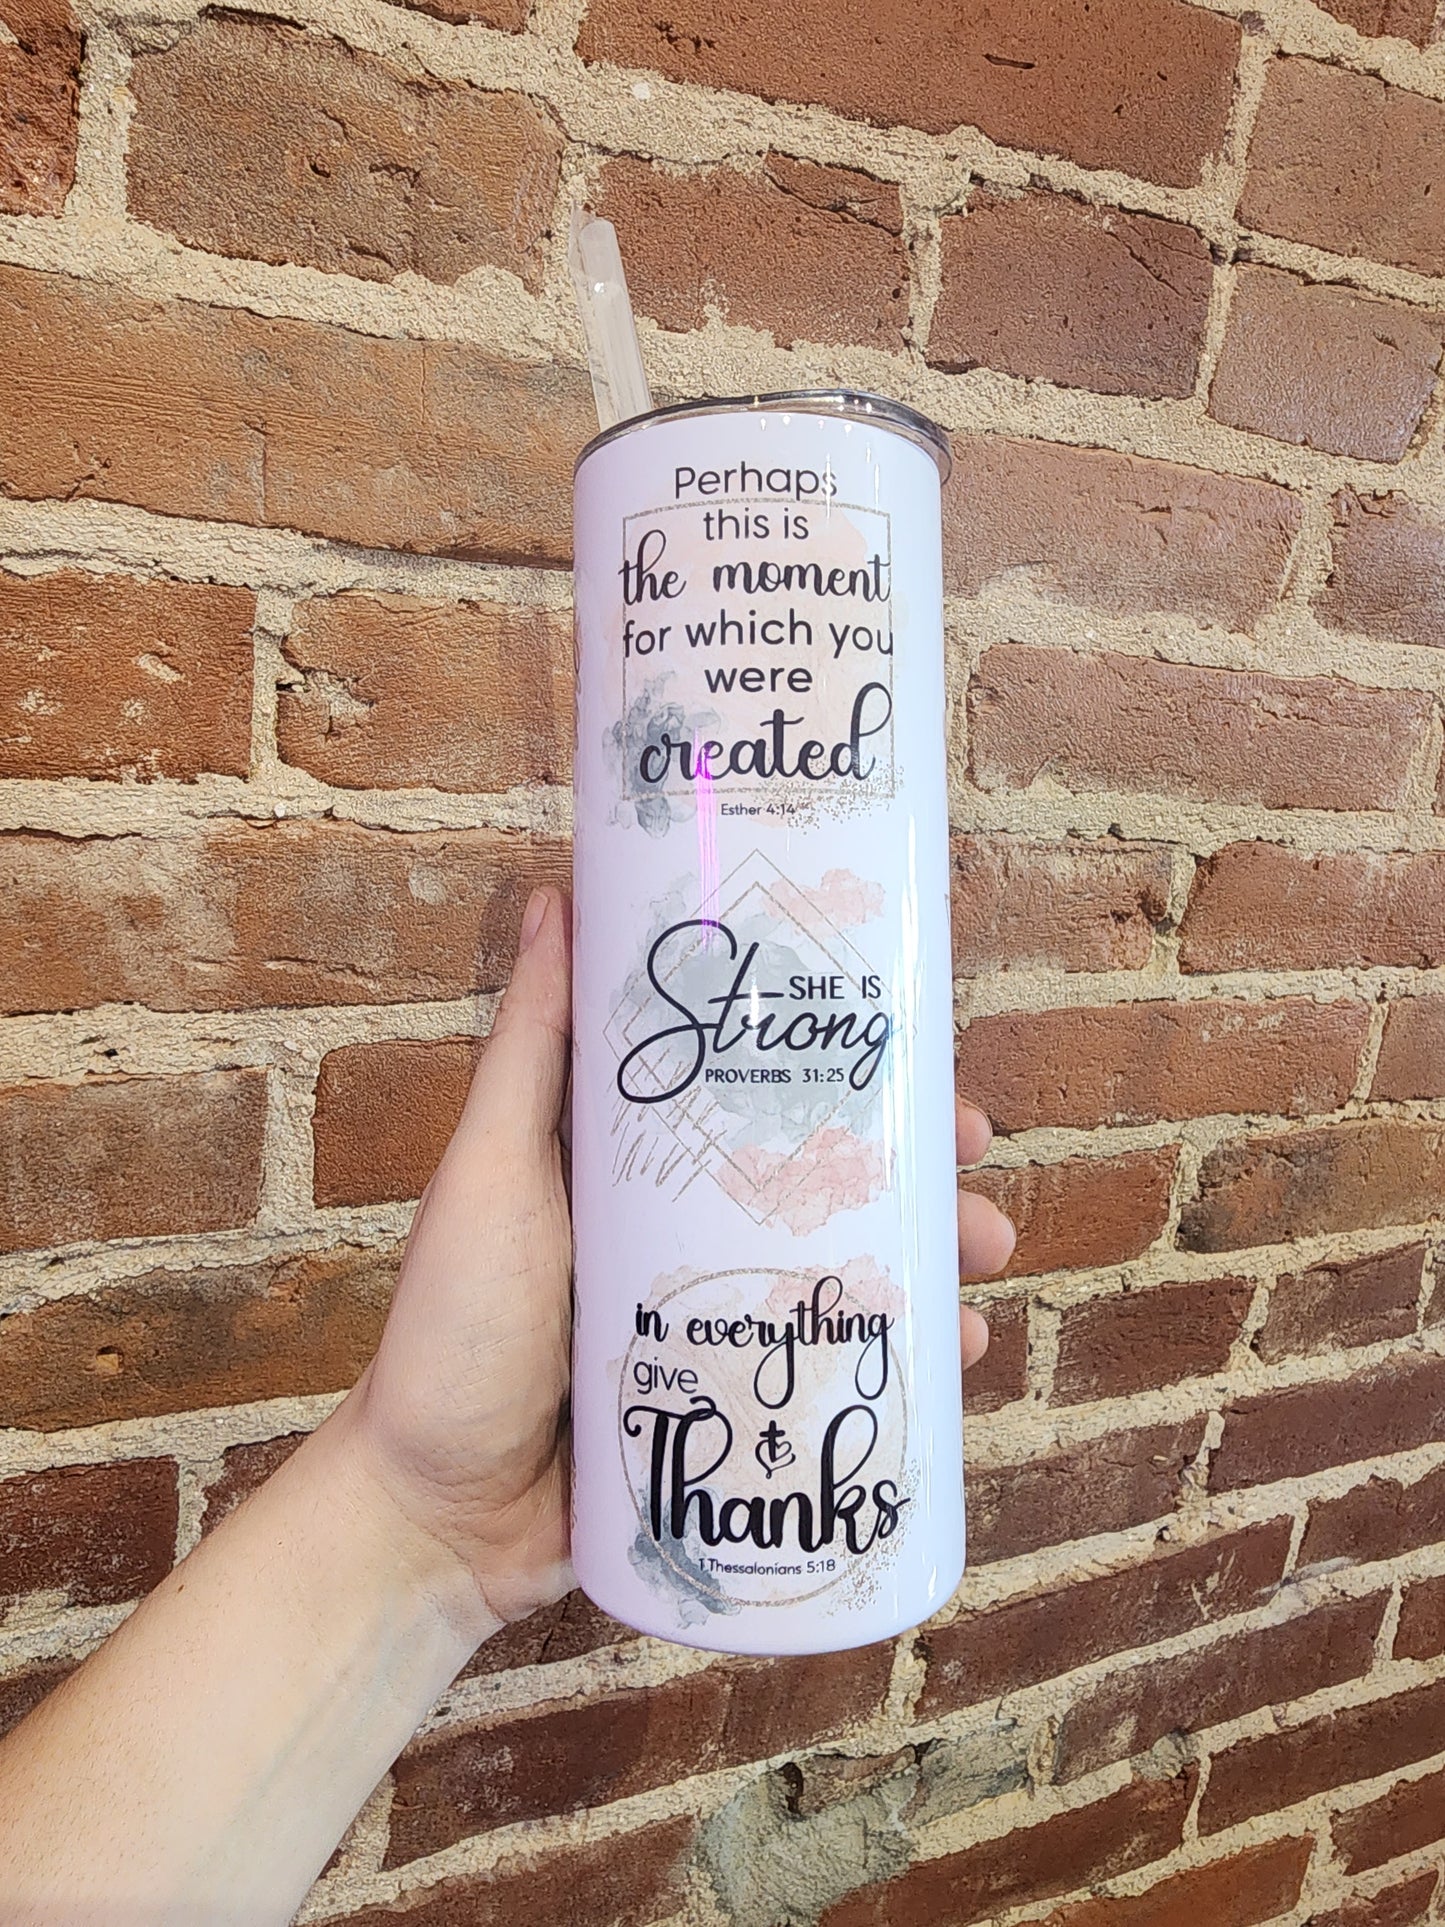 Perhaps
this is
the moment
for which you
were
created
Esther 4:14
SHE IS
Strong
PROVERBS 31:25
in everything
give
Thanks
1 Thessalonians 5:18